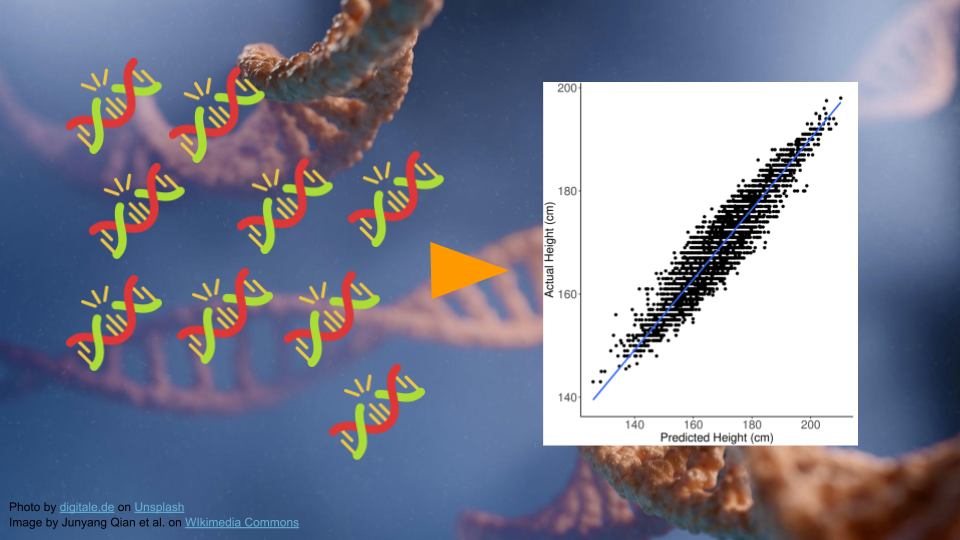 200
180
160
140
Actual Height (cm)
140 160 180 200
Predicted Height (cm)
Photo by digitale.de on Unsplash
Image by Junyang Qian et al. on WIkimedia Commons